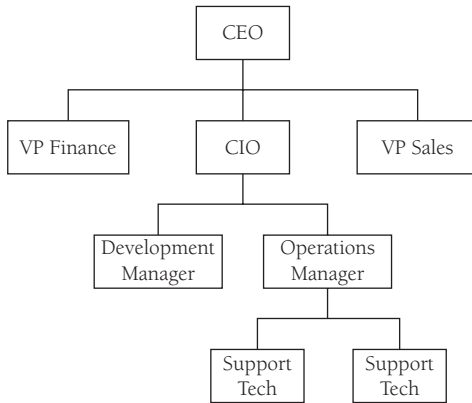 CEO
VP Finance
CIO
VP Sales
Development
Manager
Operations
Manager
Support
Tech
Support
Tech